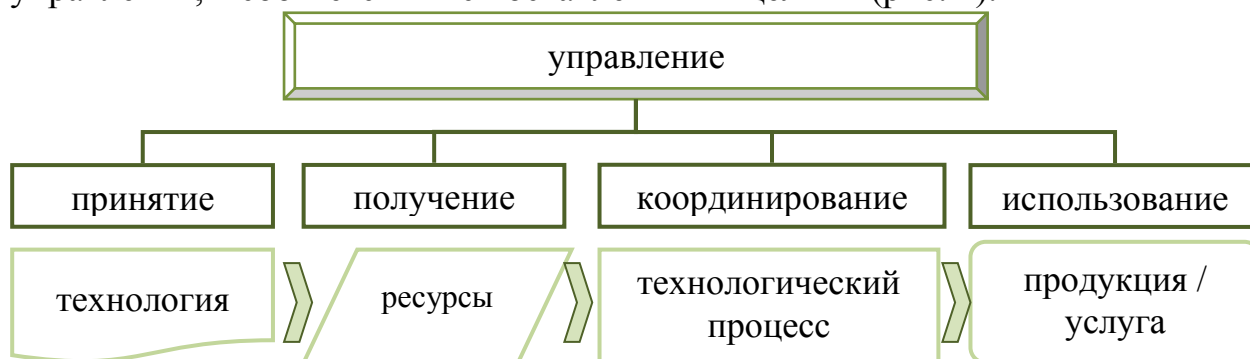 управление
принятие
получение
координирование
использование
технология
ресурсы
технологический
процесс
продукция /
услуга